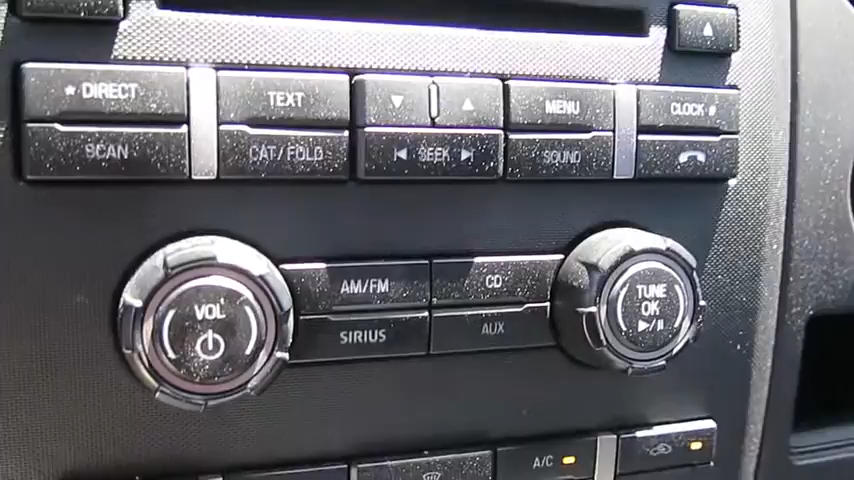 * DIRECT TEXT MENU CLOCK #
SCAN CAT/FOLD SEEK SOUND
VOL AM/FM CD TUNE
SIRIUS AUX OK
A/C